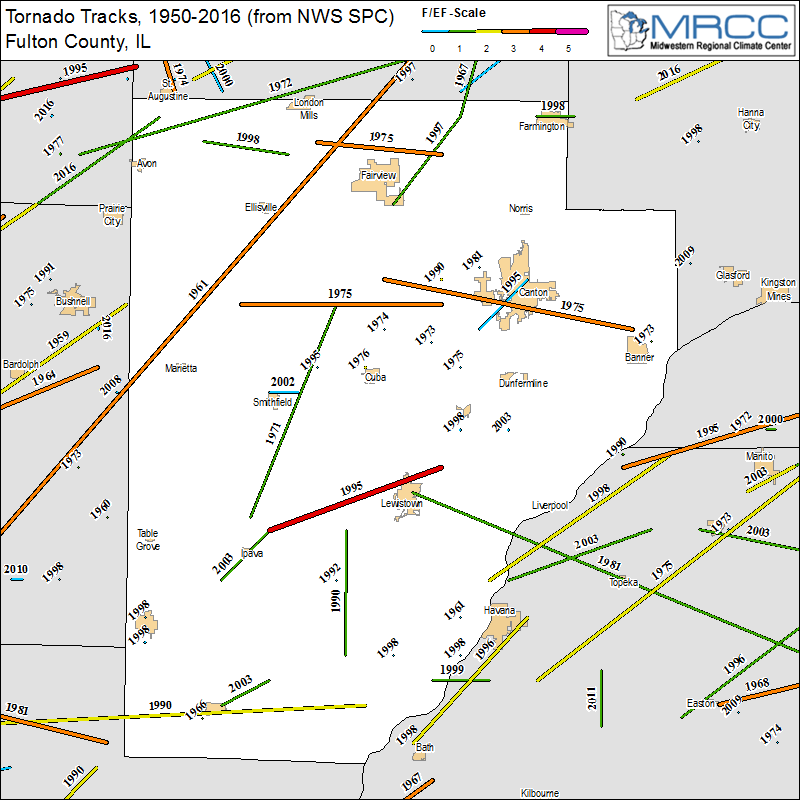 Tornado Tracks, 1950-2016 (from NWS SPC)
Fulton County, IL
F/EF-Scale
0 1 2 3 4 5
MRCC
Midwestern Regional Climate Center
1995
1974
St.
Augustine
2000
1972
1997
1967
2016
2016
London
Mills
1998
Farmington
Hanna
City
1998
1977
1998
1975
1997
2016
Avon
Fairview
Prairie
City
Ellisville
Norris
2009
1991
1975
Bushnell
1961
1990
1981
1995
Canton
Glasford
Kingston
Mines
1975
1975
2016
1959
1974
1973
1973
Banner
Bardolph
1964
2008
Marietta
1995
1976
Cuba
1975
Dunfermline
2002
Smithfield
1971
1998
2003
1995
1972
2000
1990
1973
Manito
2003
1995
Lewistown
1998
Liverpool
1960
Table
Grove
Ipava
2003
2003
1981
1973
2003
2010
1998
1992
1990
Topeka
1975
1998
1998
1961
Havana
1998
1998
1996
1999
1996
2003
1990
1966
2011
1968
Easton
2009
1981
1998
Bath
1974
1990
1967
Kilbourne